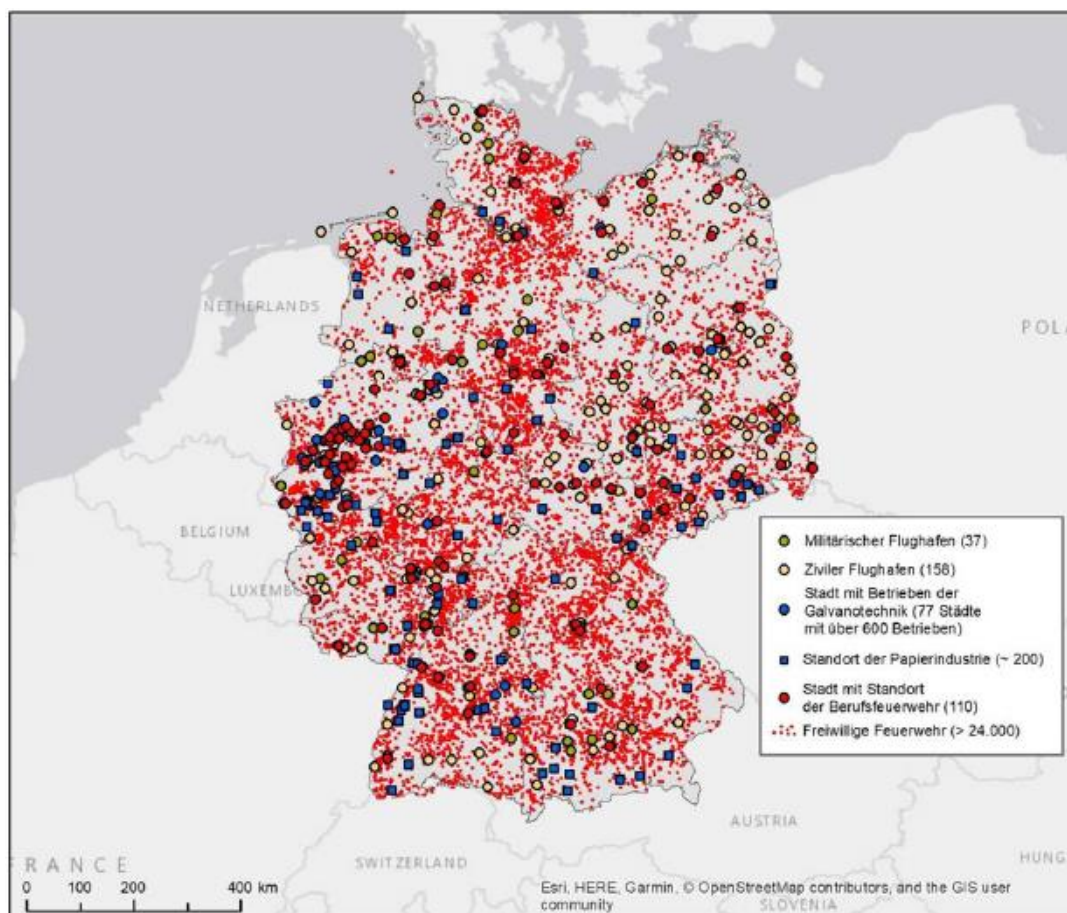 NETHERLANDS
POLA
BELGIUM
LUXEMBO
Militärischer Flughafen (37)
Ziviler Flughafen (158)
Stadt mit Betrieben der
Galvanotechnik (77 Städte
mit über 600 Betrieben)
Standort der Papierindustrie (~ 200)
Stadt mit Standort
der Berufsfeuerwehr (110)
Freiwillige Feuerwehr (> 24.000)
AUSTRIA
FRANCE
SWITZERLAND
HUNG
0 100 200 400 km
Esri, HERE, Garmin, © OpenStreetMap contributors, and the GIS user
community
SLOVENIA